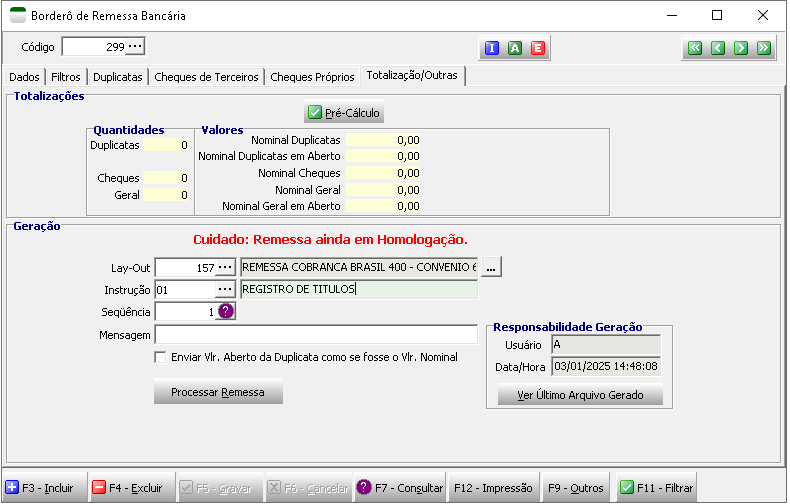 Borderô de Remessa Bancária
Código 299 ... I A E
Dados Filtros Duplicatas Cheques de Terceiros Cheques Próprios Totalização/Outras
Totalizações
Pré-Cálculo
Quantidades
Duplicatas 0
Cheques 0
Geral 0
Valores
Nominal Duplicatas 0,00
Nominal Duplicatas em Aberto 0,00
Nominal Cheques 0,00
Nominal Geral 0,00
Nominal Geral em Aberto 0,00
Geração
Cuidado: Remessa ainda em Homologação.
Lay-Out 157 ... REMESSA COBRANCA BRASIL 400 - CONVENIO 6 ...
Instrução 01 ... REGISTRO DE TITULOS
Seqüência 1 ?
Mensagem
Enviar Vlr. Aberto da Duplicata como se fosse o Vlr. Nominal
Processar Remessa
Responsabilidade Geração
Usuário A
Data/Hora 03/01/2025 14:48:08
Ver Último Arquivo Gerado
F3 - Incluir F4 - Excluir F5 - Gravar F6 - Cancelar ? F7 - Consultar F12 - Impressão F9 - Outros F11 - Filtrar